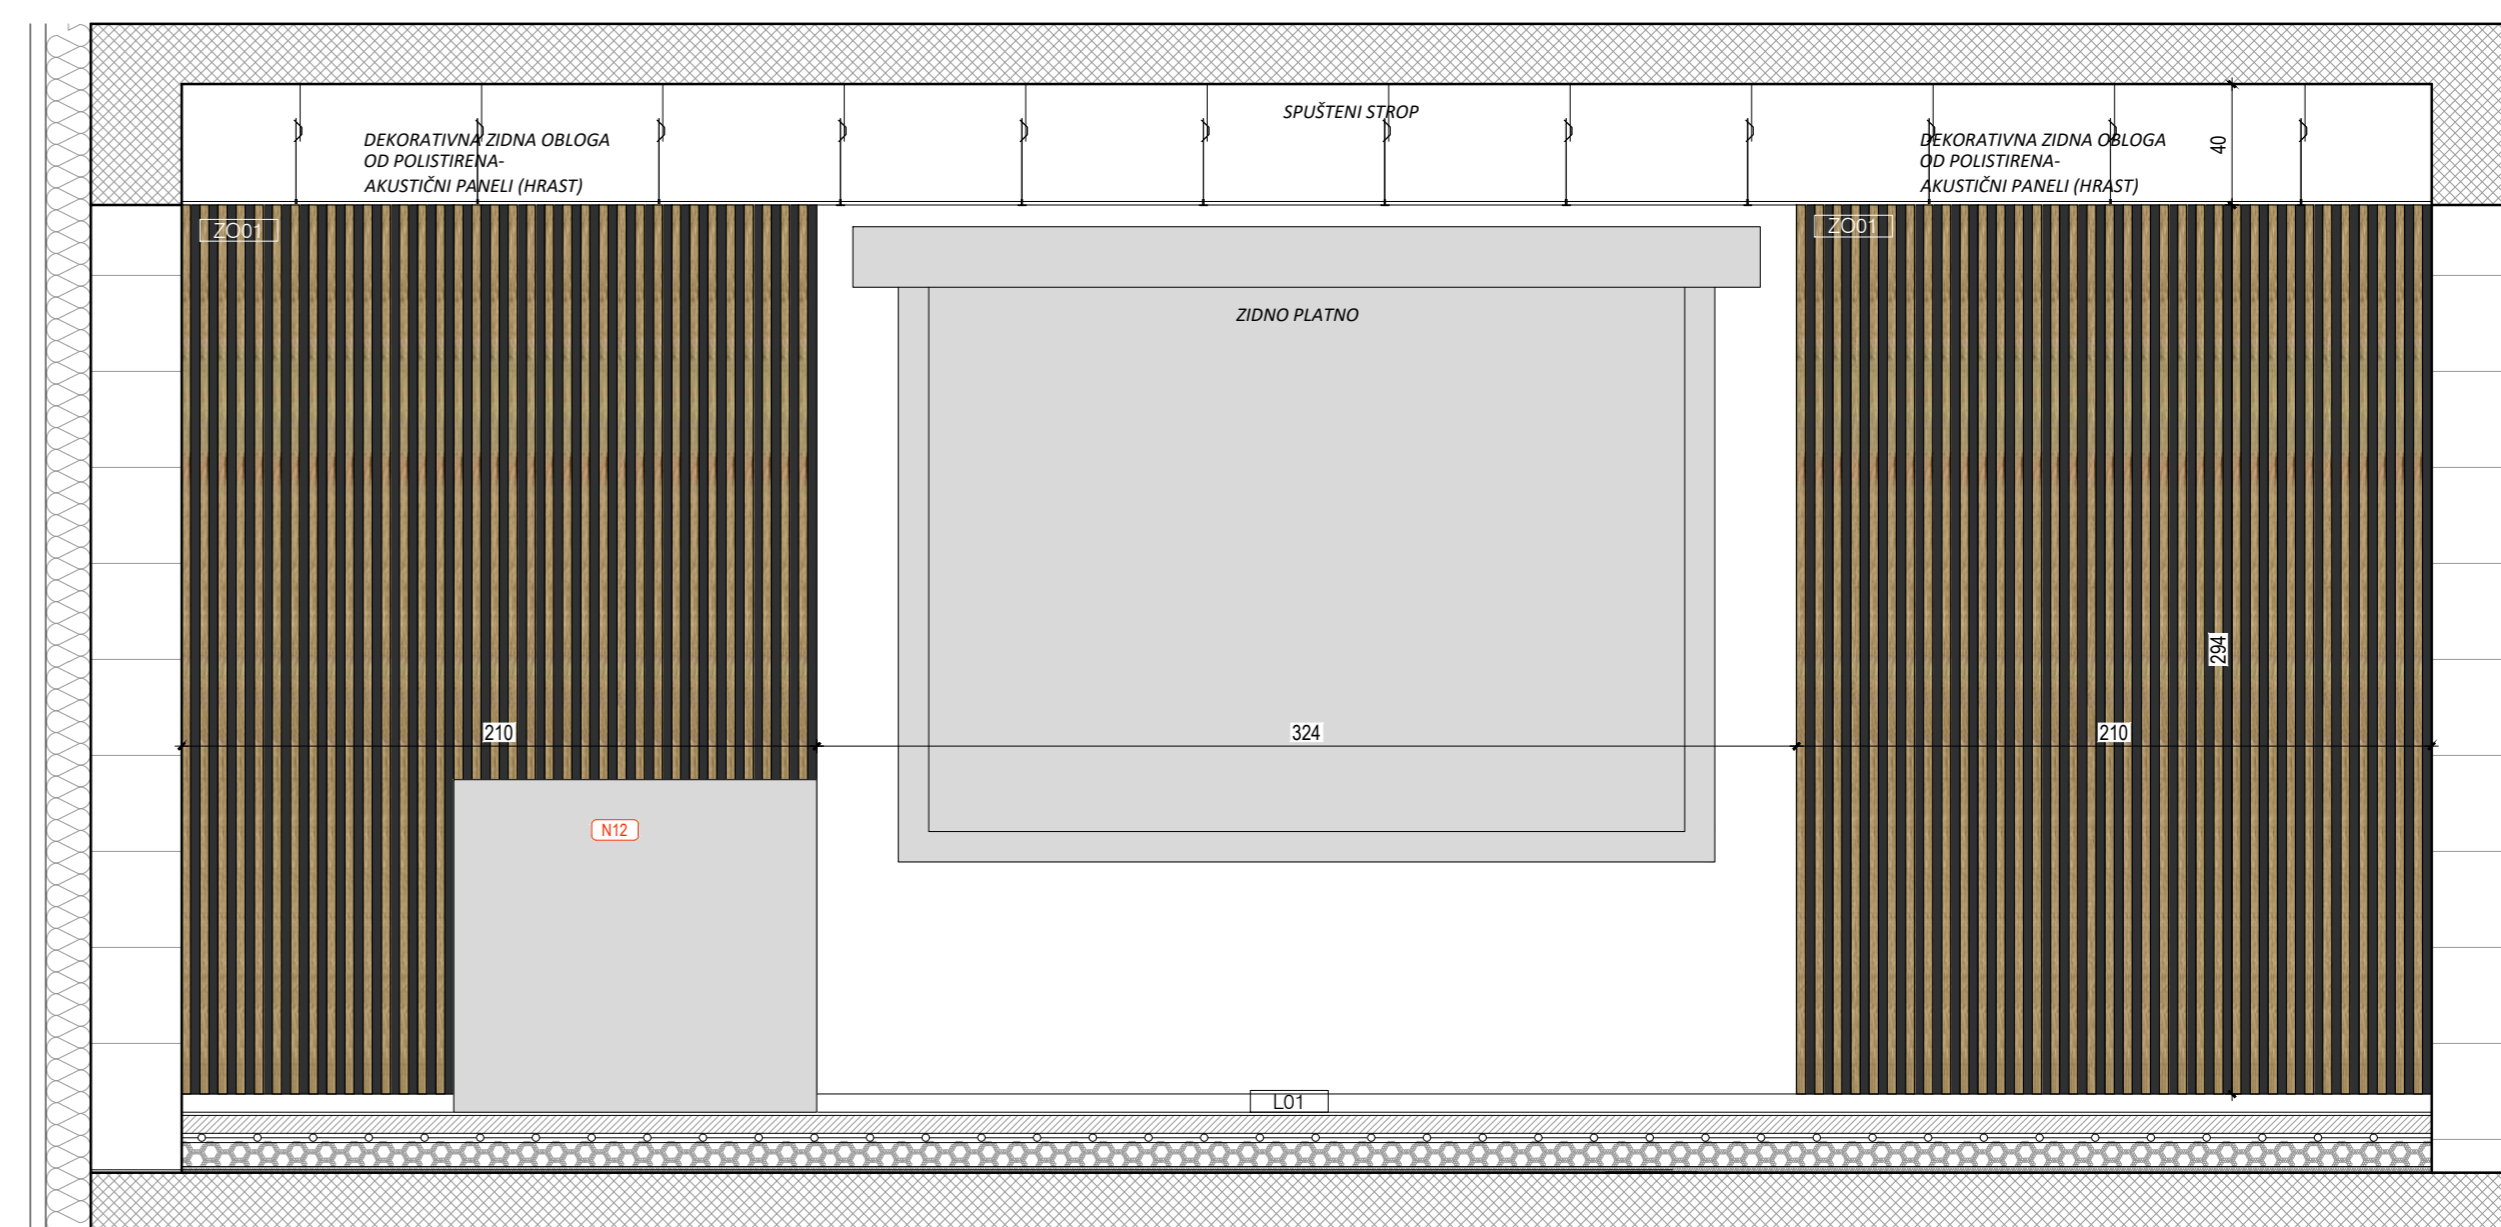 SPUŠTENI STROP
DEKORATIVNA ZIDNA OBLOGA
OD POLISTIRENA-
AKUSTIČNI PANELI (HRAST)
DEKORATIVNA ZIDNA OBLOGA
OD POLISTIRENA-
AKUSTIČNI PANELI (HRAST)
40
ZO01
ZO01
ZIDNO PLATNO
294
210
324
210
N12
L01